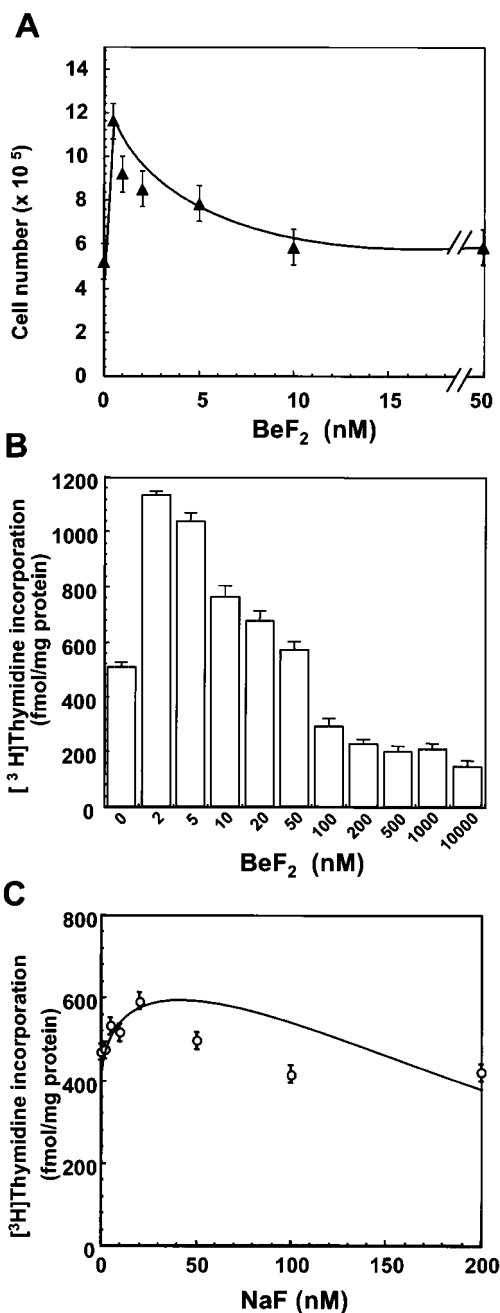 A
Cell number (x 10 5)
14
12
10
8
6
4
2
0
0 5 10 15 50
BeF2 (nM)
B
[ 3 H]Thymidine incorporation
(fmol/mg protein)
1200
1000
800
600
400
200
0
0 2 5 10 20 50 100 200 500 1000 10000
BeF2 (nM)
C
[3H]Thymidine incorporation
(fmol/mg protein)
800
600
400
200
0
0 50 100 150 200
NaF (nM)